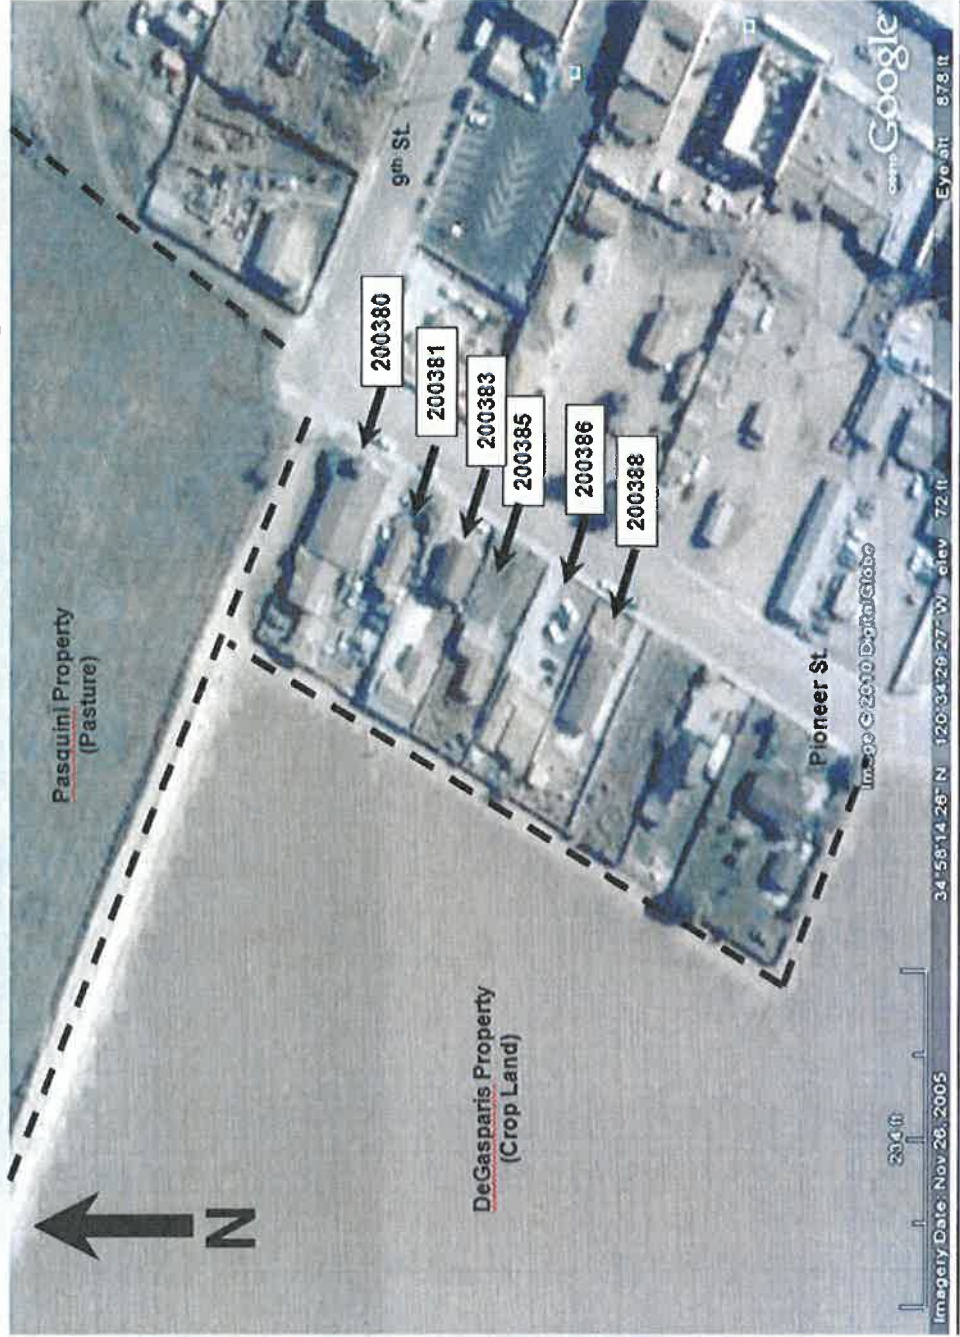 Pasquini Property
(Pasture)
9th St.
200380
200381
200383
200385
200386
200388
DeGasparis Property
(Crop Land)
Pioneer St.
N
234 ft
Image © 2010 DigitalGlobe
©2010 Google
Imagery Date: Nov 26, 2005
34°58'14.26" N 120°34'29.27" W elev 72 ft
Eye alt 878 ft